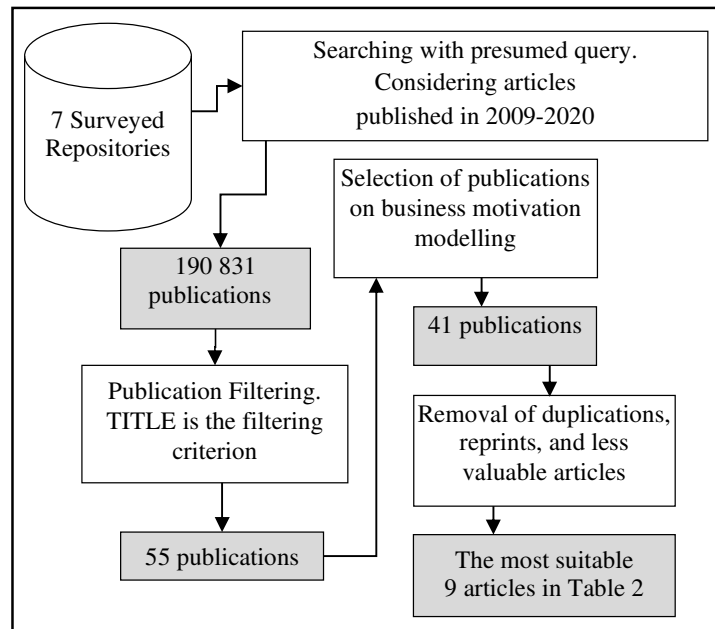 7 Surveyed
Repositories
Searching with presumed query.
Considering articles
published in 2009-2020
190 831
publications
Publication Filtering.
TITLE is the filtering
criterion
55 publications
Selection of publications
on business motivation
modelling
41 publications
Removal of duplications,
reprints, and less
valuable articles
The most suitable
9 articles in Table 2